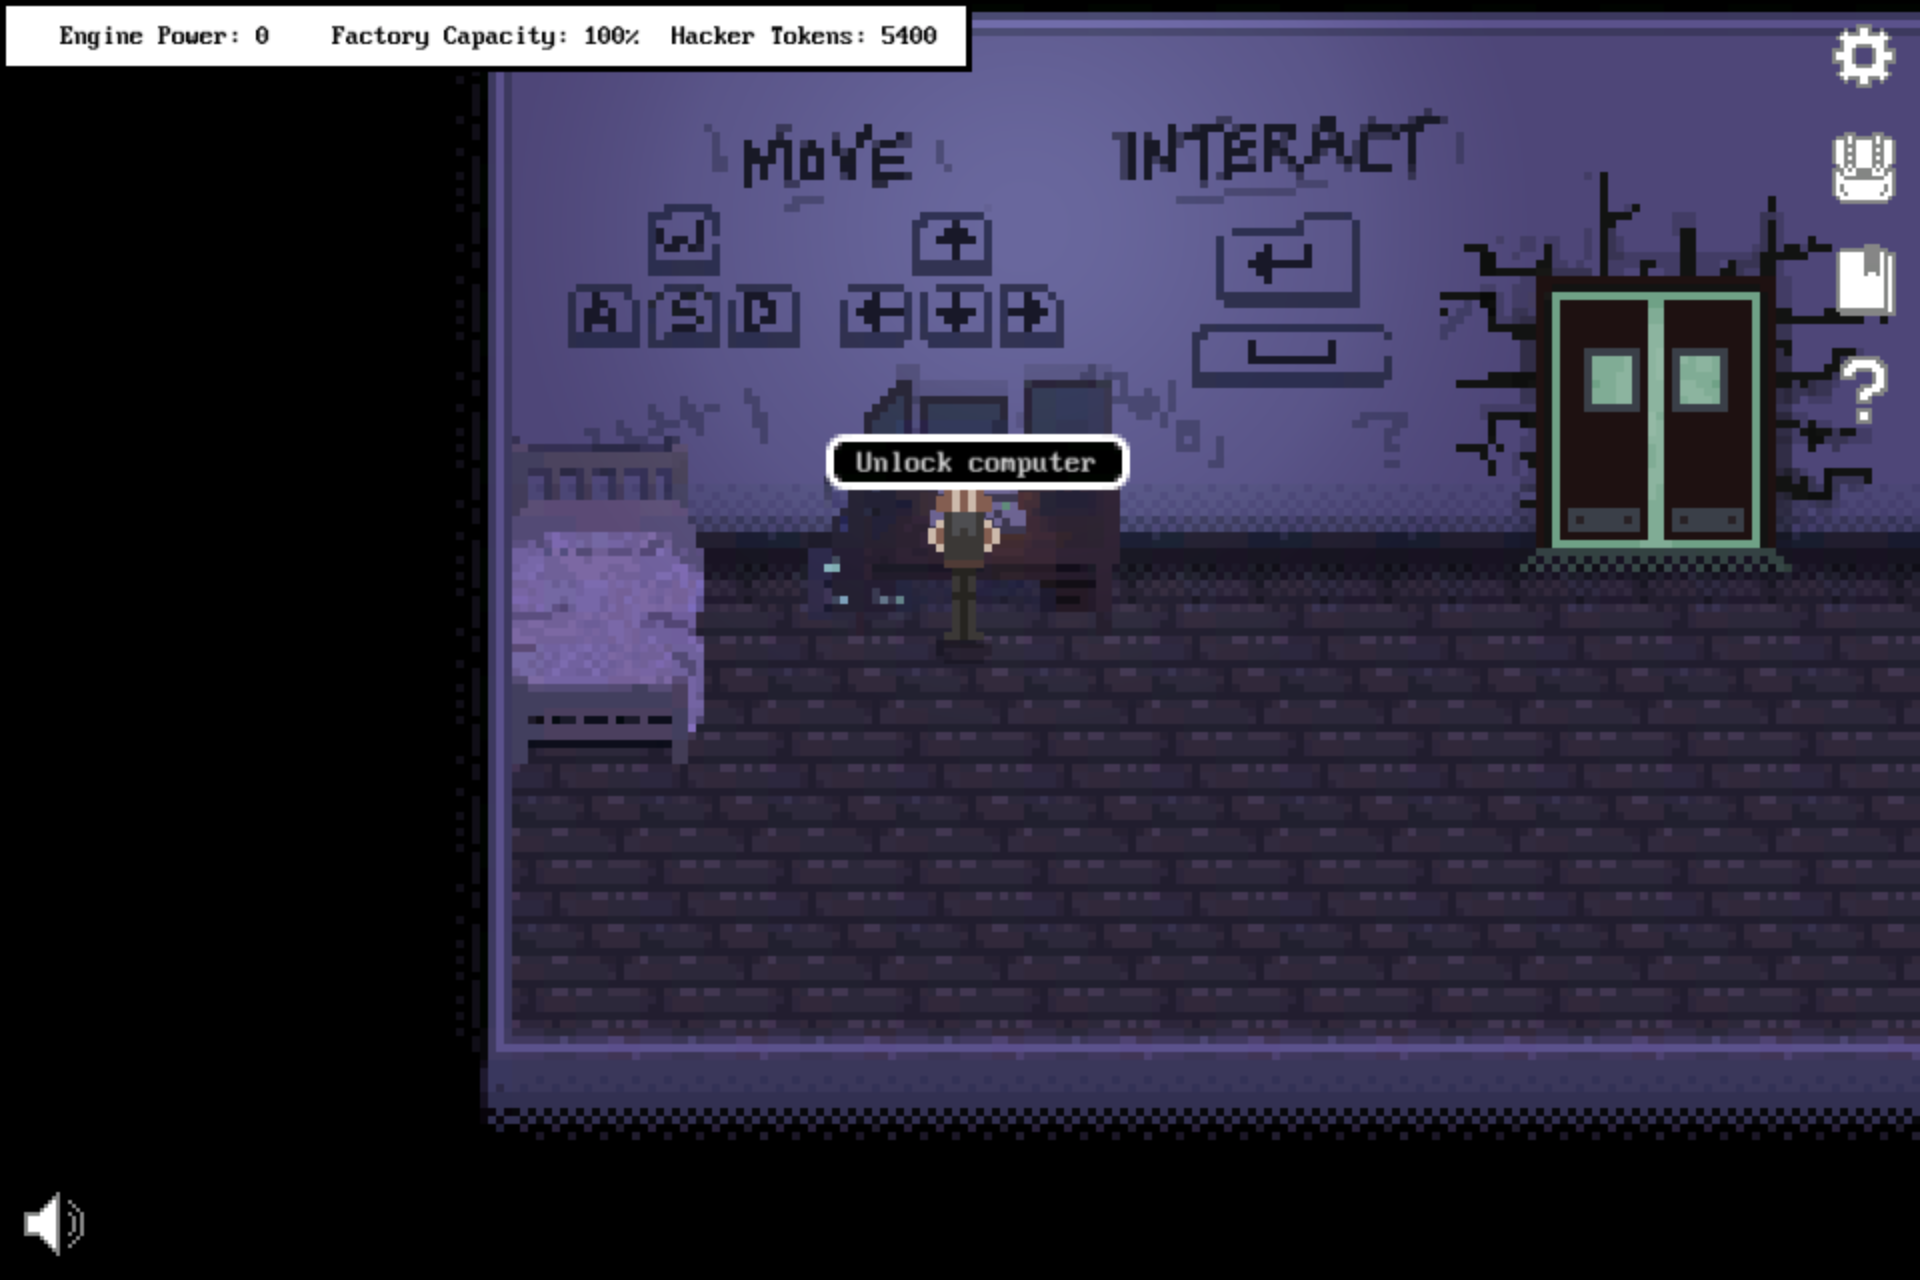 Engine Power: 0 Factory Capacity: 100% Hacker Tokens: 5400
MOVE INTERACT
W
A S D
Unlock computer
?